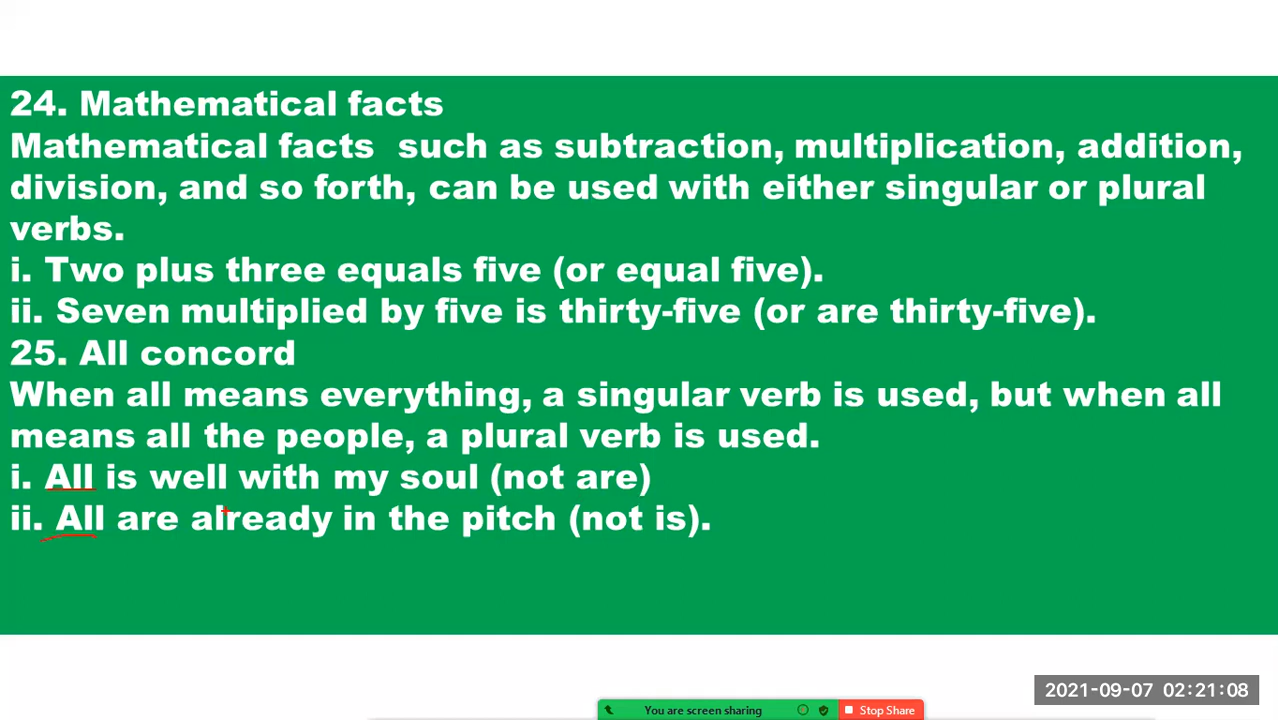 24. Mathematical facts
Mathematical facts  such as subtraction, multiplication, addition,
division, and so forth, can be used with either singular or plural
verbs.
i. Two plus three equals five (or equal five).
ii. Seven multiplied by five is thirty-five (or are thirty-five).
25. All concord
When all means everything, a singular verb is used, but when all
means all the people, a plural verb is used.
i. All is well with my soul (not are)
ii. All are already in the pitch (not is).
2021-09-07 02:21:08
You are screen sharing
Stop Share